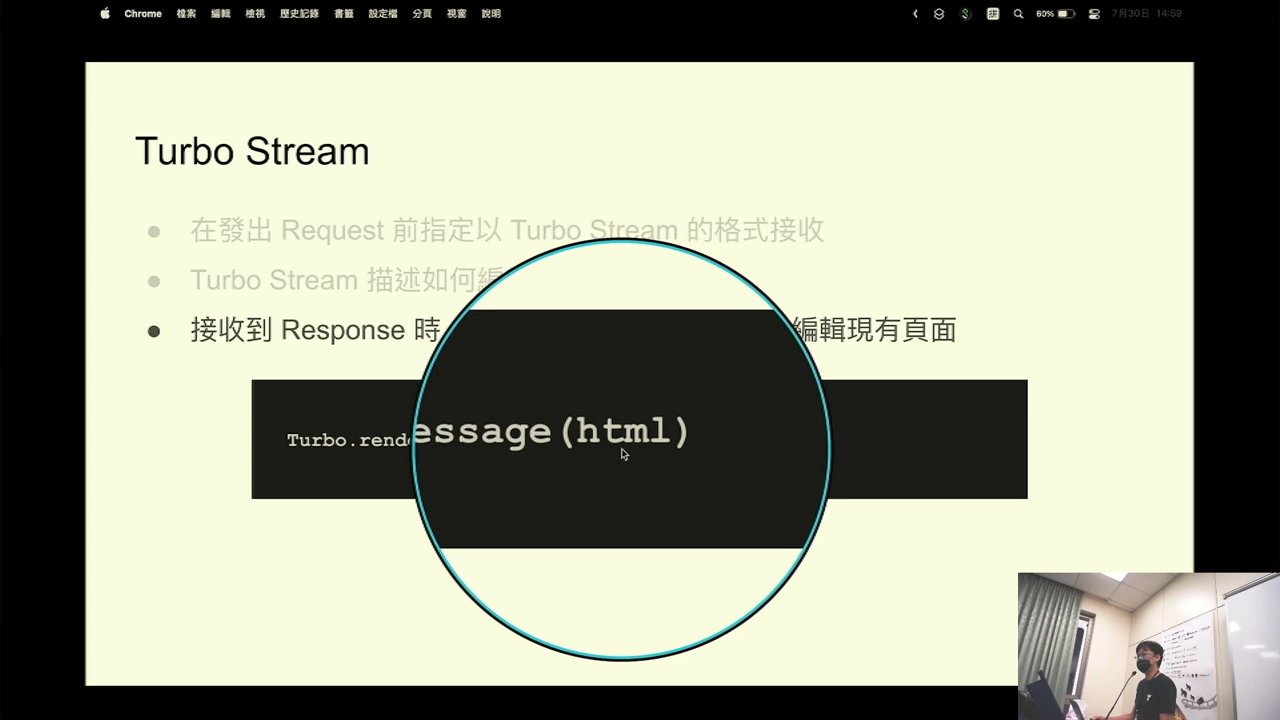 Chrome 檔案 編輯 檢視 歷史記錄 書籤 設定檔 分頁 視窗 說明 60% 7月30日 14:59
Turbo Stream
在發出 Request 前指定以 Turbo Stream 的格式接收
Turbo Stream 描述如何編
接收到 Response 時 編輯現有頁面
Turbo.rende essage(html)